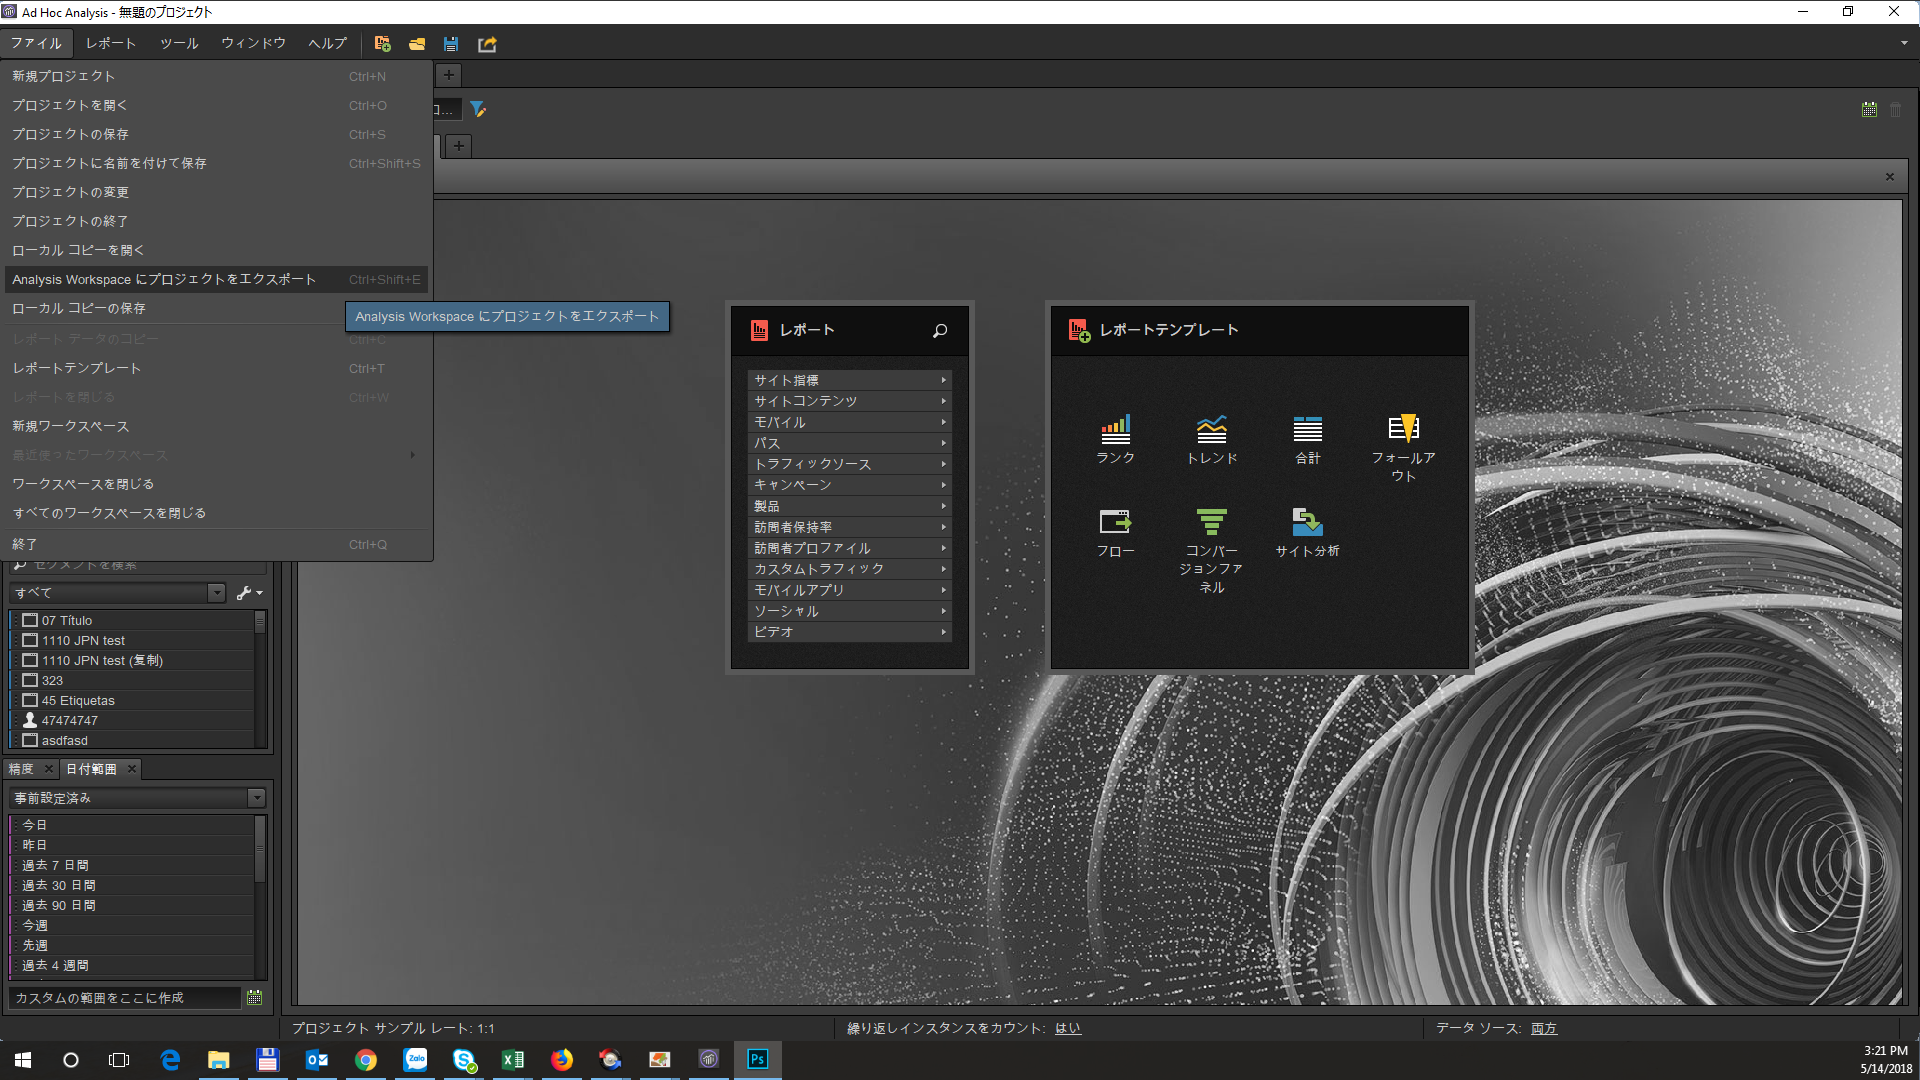 Ad Hoc Analysis - 無題のプロジェクト
ファイル レポート ツール ウィンドウ ヘルプ
新規プロジェクト Ctrl+N
プロジェクトを開く Ctrl+O
プロジェクトの保存 Ctrl+S
プロジェクトに名前を付けて保存 Ctrl+Shift+S
プロジェクトの変更
プロジェクトの終了
ローカル コピーを開く
Analysis Workspace にプロジェクトをエクスポート Ctrl+Shift+E
ローカル コピーの保存
Analysis Workspace にプロジェクトをエクスポート
レポート データのコピー Ctrl+C
レポートテンプレート Ctrl+T
レポートを閉じる Ctrl+W
新規ワークスペース
最近使ったワークスペース
ワークスペースを閉じる
すべてのワークスペースを閉じる
終了 Ctrl+Q
セグメントを検索
すべて
07 Título
1110 JPN test
1110 JPN test (复制)
323
45 Etiquetas
47474747
asdfasd
精度 日付範囲
事前設定済み
今日
昨日
過去 7 日間
過去 30 日間
過去 90 日間
今週
先週
過去 4 週間
カスタムの範囲をここに作成
レポート
サイト指標
サイトコンテンツ
モバイル
パス
トラフィックソース
キャンペーン
製品
訪問者保持率
訪問者プロファイル
カスタムトラフィック
モバイルアプリ
ソーシャル
ビデオ
レポートテンプレート
ランク
トレンド
合計
フォールア
ウト
フロー
コンバー
ジョンファ
ネル
サイト分析
プロジェクト サンプル レート: 1:1
繰り返しインスタンスをカウント: はい
データ ソース: 両方
Zalo
Ps
3:21 PM
5/14/2018